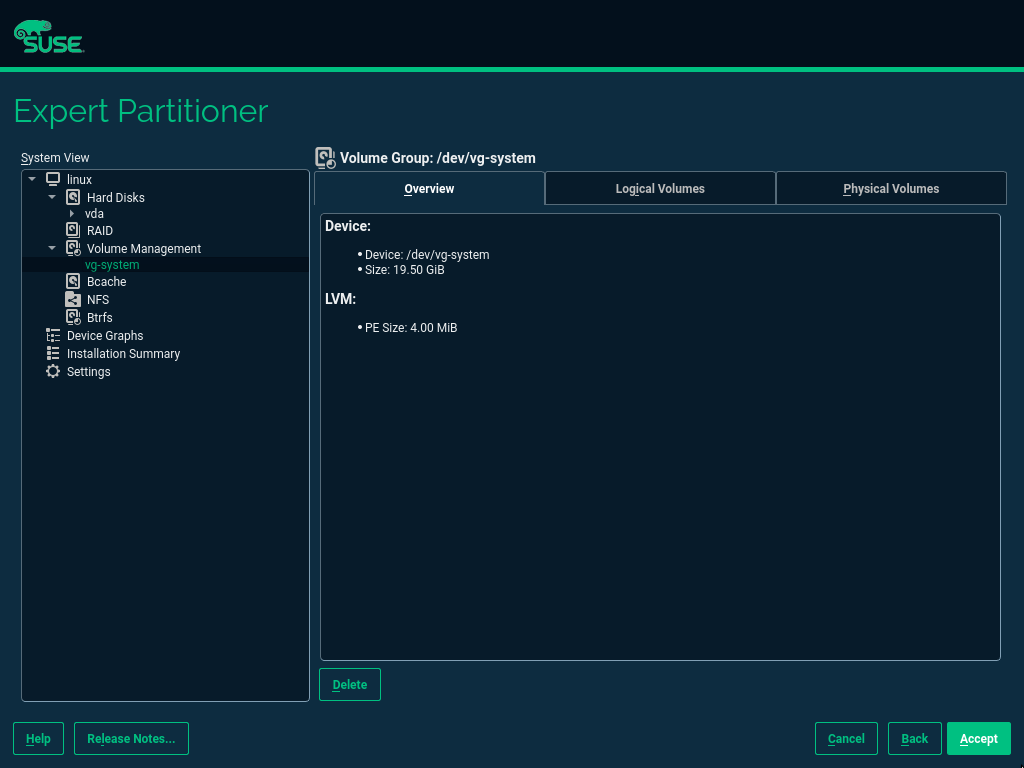 SUSE
Expert Partitioner
System View
linux
Hard Disks
vda
RAID
Volume Management
vg-system
Bcache
NFS
Btrfs
Device Graphs
Installation Summary
Settings
Volume Group: /dev/vg-system
Overview Logical Volumes Physical Volumes
Device:
• Device: /dev/vg-system
• Size: 19.50 GiB
LVM:
• PE Size: 4.00 MiB
Delete
Help Release Notes... Cancel Back Accept